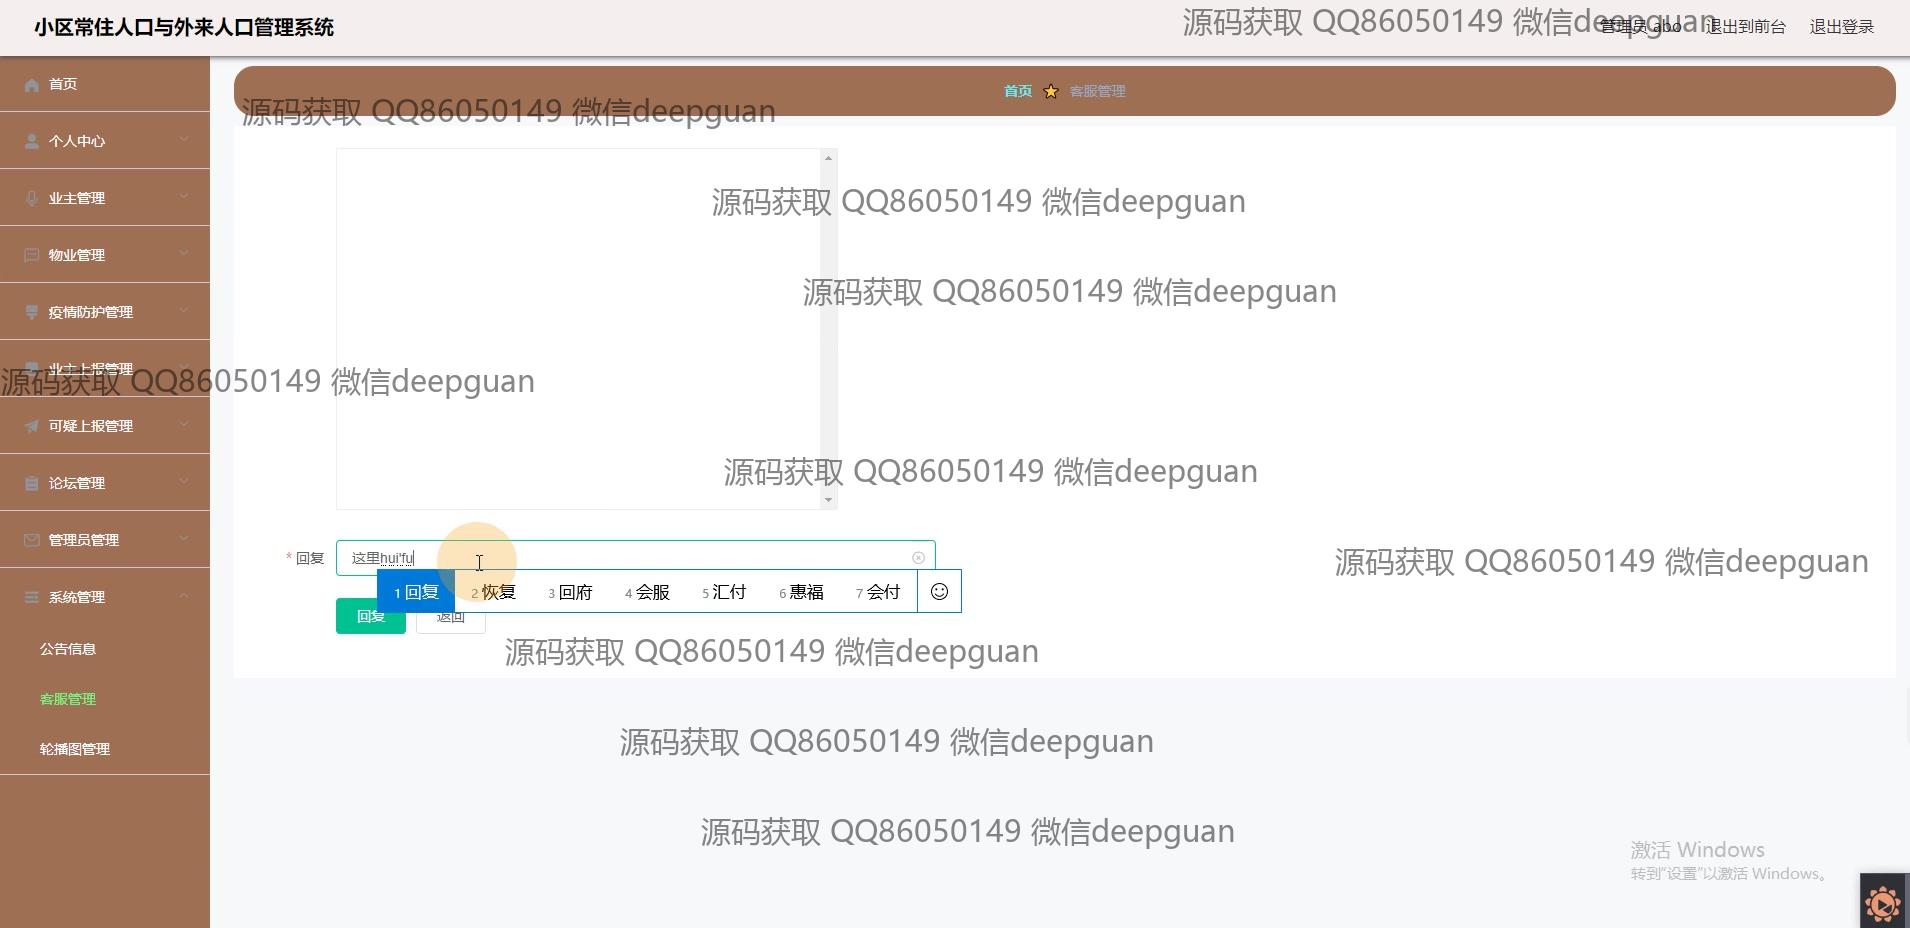 小区常住人口与外来人口管理系统
源码获取 QQ86050149 微信deepguan
管理员 abo
退出到前台
退出登录
首页
个人中心
业主管理
物业管理
疫情防护管理
业主上报管理
可疑上报管理
论坛管理
管理员管理
系统管理
公告信息
客服管理
轮播图管理
首页 客服管理
源码获取 QQ86050149 微信deepguan
源码获取 QQ86050149 微信deepguan
源码获取 QQ86050149 微信deepguan
源码获取 QQ86050149 微信deepguan
源码获取 QQ86050149 微信deepguan
* 回复 这里hui'fu
源码获取 QQ86050149 微信deepguan
1 回复 2 恢复 3 回府 4 会服 5 汇付 6 惠福 7 会付
回复 返回
源码获取 QQ86050149 微信deepguan
源码获取 QQ86050149 微信deepguan
源码获取 QQ86050149 微信deepguan
激活 Windows
转到"设置"以激活 Windows。